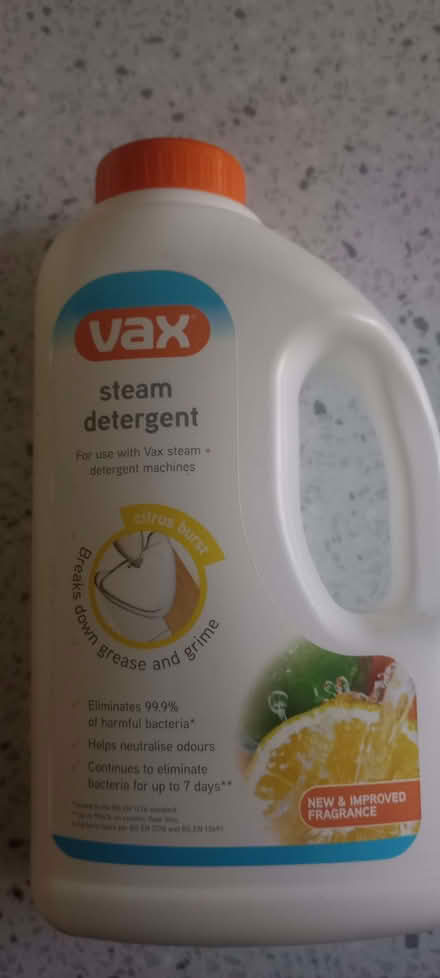 vax
steam
detergent
For use with Vax steam +
detergent machines
citrus burst
Breaks down grease and grime
Eliminates 99.9%
of harmful bacteria*
Helps neutralise odours
Continues to eliminate
bacteria for up to 7 days**
NEW & IMPROVED
FRAGRANCE